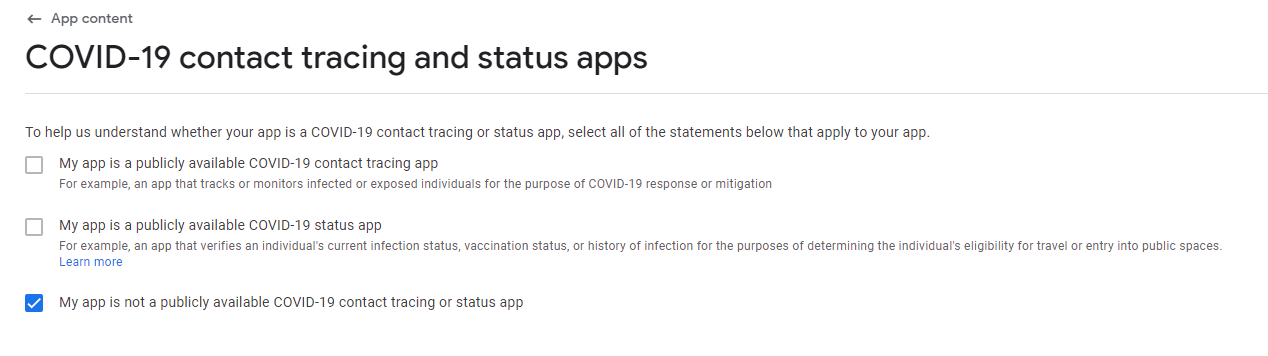 App content
COVID-19 contact tracing and status apps
To help us understand whether your app is a COVID-19 contact tracing or status app, select all of the statements below that apply to your app.
My app is a publicly available COVID-19 contact tracing app
For example, an app that tracks or monitors infected or exposed individuals for the purpose of COVID-19 response or mitigation
My app is a publicly available COVID-19 status app
For example, an app that verifies an individual's current infection status, vaccination status, or history of infection for the purposes of determining the individual's eligibility for travel or entry into public spaces.
Learn more
My app is not a publicly available COVID-19 contact tracing or status app